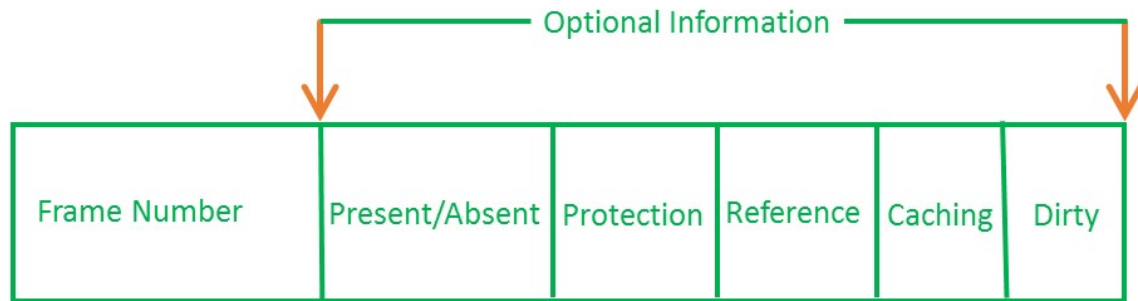 Optional Information
Frame Number Present/Absent Protection Reference Caching Dirty